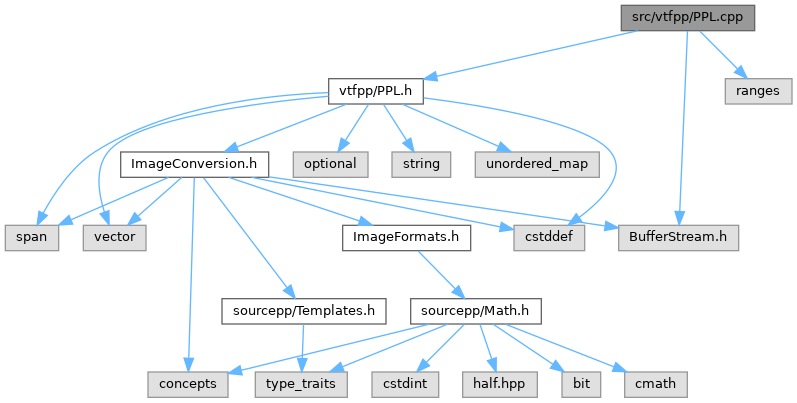 src/vtfpp/PPL.cpp
vtfpp/PPL.h
ranges
ImageConversion.h
optional
string
unordered_map
span
vector
ImageFormats.h
cstddef
BufferStream.h
sourcepp/Templates.h
sourcepp/Math.h
concepts
type_traits
cstdint
half.hpp
bit
cmath